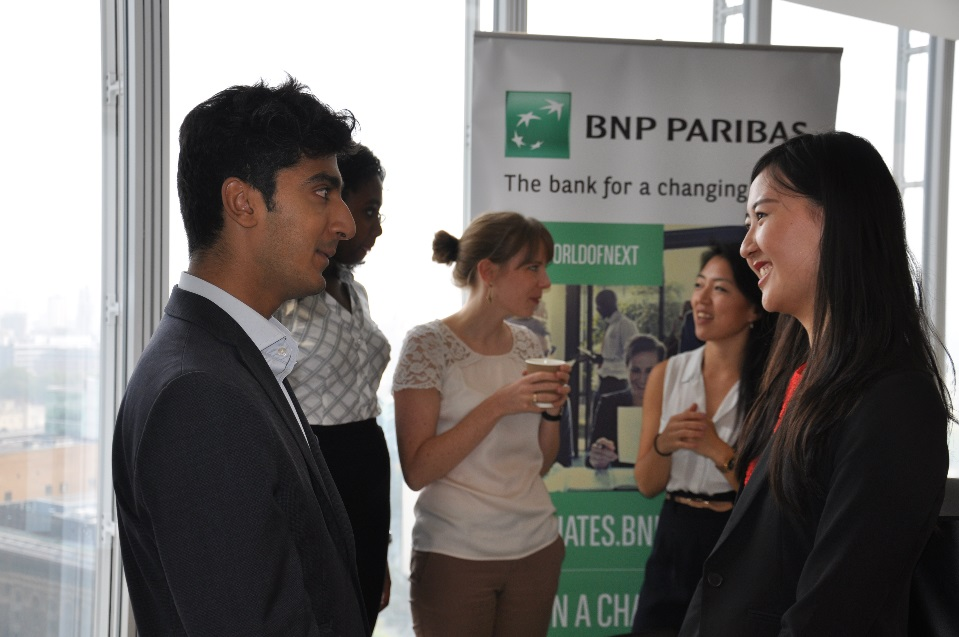 BNP PARIBAS
The bank for a changing
ORLDOFNEXT
ATES.BN
N A CHA